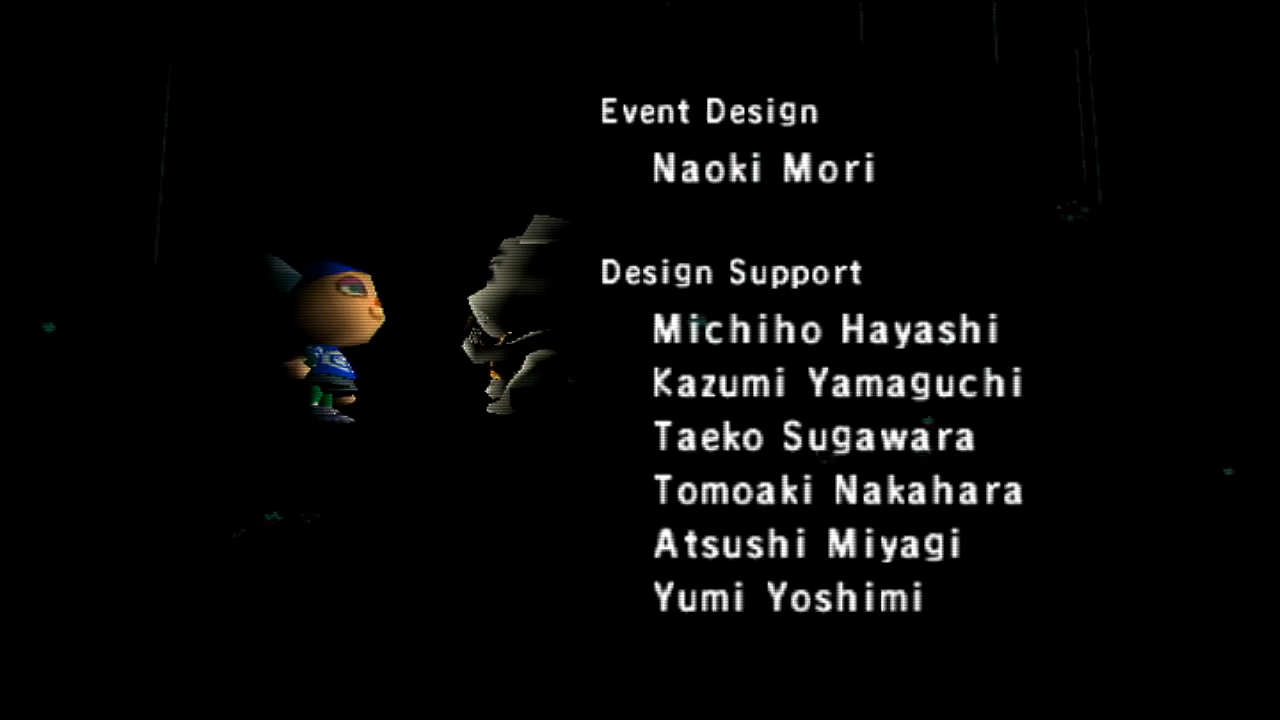 Event Design
Naoki Mori
Design Support
Michiho Hayashi
Kazumi Yamaguchi
Taeko Sugawara
Tomoaki Nakahara
Atsushi Miyagi
Yumi Yoshimi